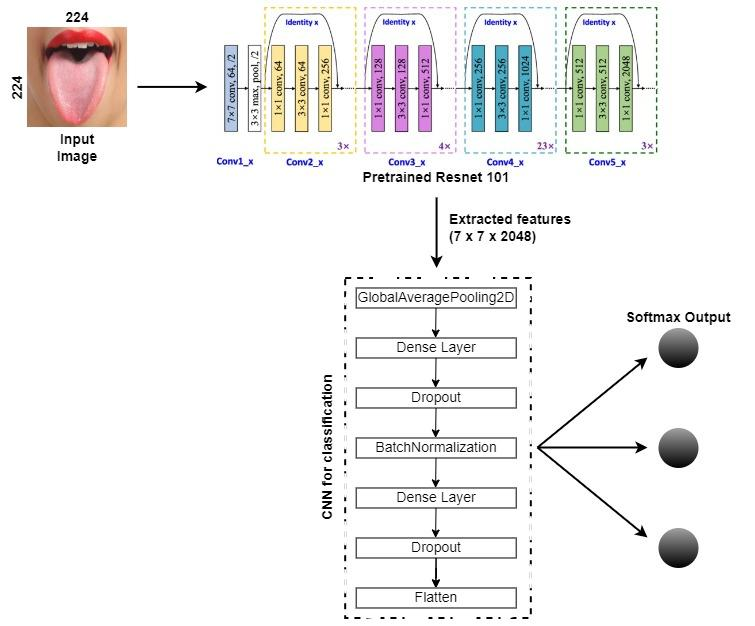 224
224
Input
Image
7×7 conv, 64, /2
3×3 max, pool, /2
Conv1_x
Identity x
1×1 conv, 64
3×3 conv, 64
1×1 conv, 256
3×
Conv2_x
Identity x
1×1 conv, 128
3×3 conv, 128
1×1 conv, 512
4×
Conv3_x
Identity x
1×1 conv, 256
3×3 conv, 256
1×1 conv, 1024
23×
Conv4_x
Identity x
1×1 conv, 512
3×3 conv, 512
1×1 conv, 2048
3×
Conv5_x
Pretrained Resnet 101
Extracted features
(7 x 7 x 2048)
CNN for classification
GlobalAveragePooling2D
Dense Layer
Dropout
BatchNormalization
Dense Layer
Dropout
Flatten
Softmax Output